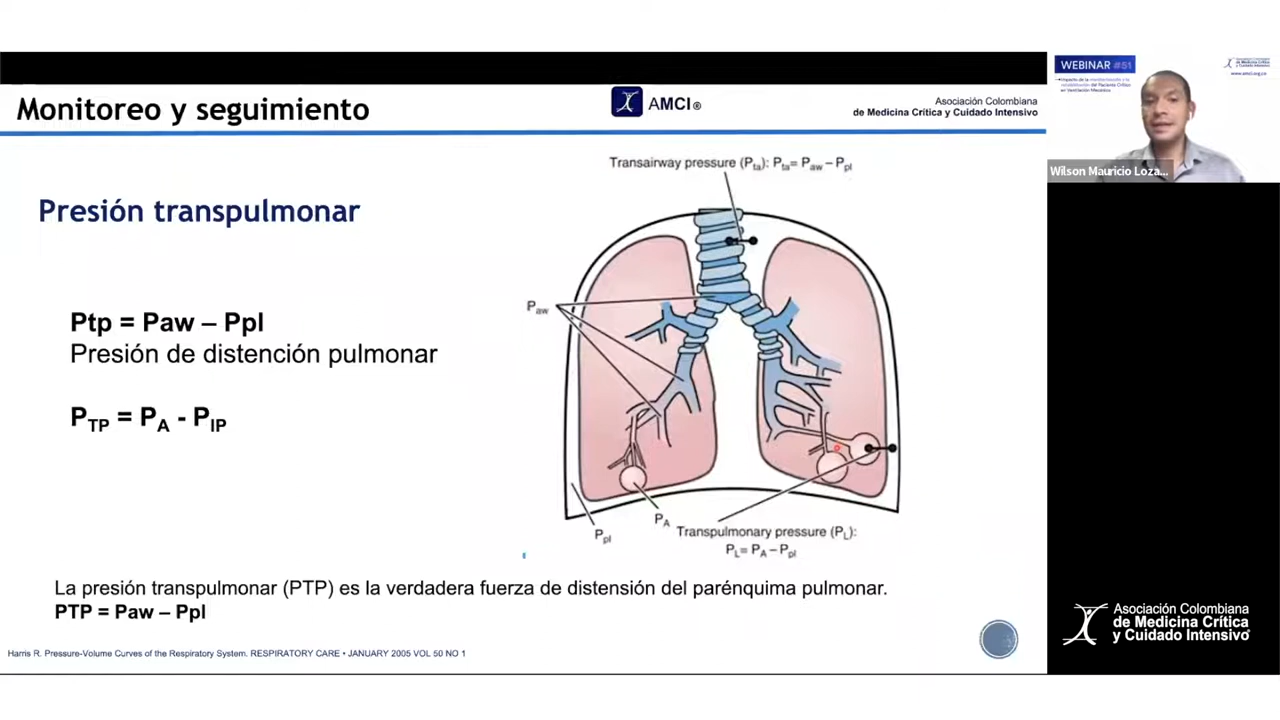 Monitoreo y seguimiento
AMCI®
Asociación Colombiana
de Medicina Crítica y Cuidado Intensivo
Presión transpulmonar
Ptp = Paw – Ppl
Presión de distención pulmonar
PTP = PA - PIP
Transairway pressure (Pta): Pta= Paw – Ppl
Paw
Ppl
PA
Transpulmonary pressure (PL):
PL= PA – Ppl
La presión transpulmonar (PTP) es la verdadera fuerza de distensión del parénquima pulmonar.
PTP = Paw – Ppl
Harris R. Pressure-Volume Curves of the Respiratory System. RESPIRATORY CARE • JANUARY 2005 VOL 50 NO 1
WEBINAR #51
Wilson Mauricio Loza...
Asociación Colombiana
de Medicina Crítica
y Cuidado Intensivo